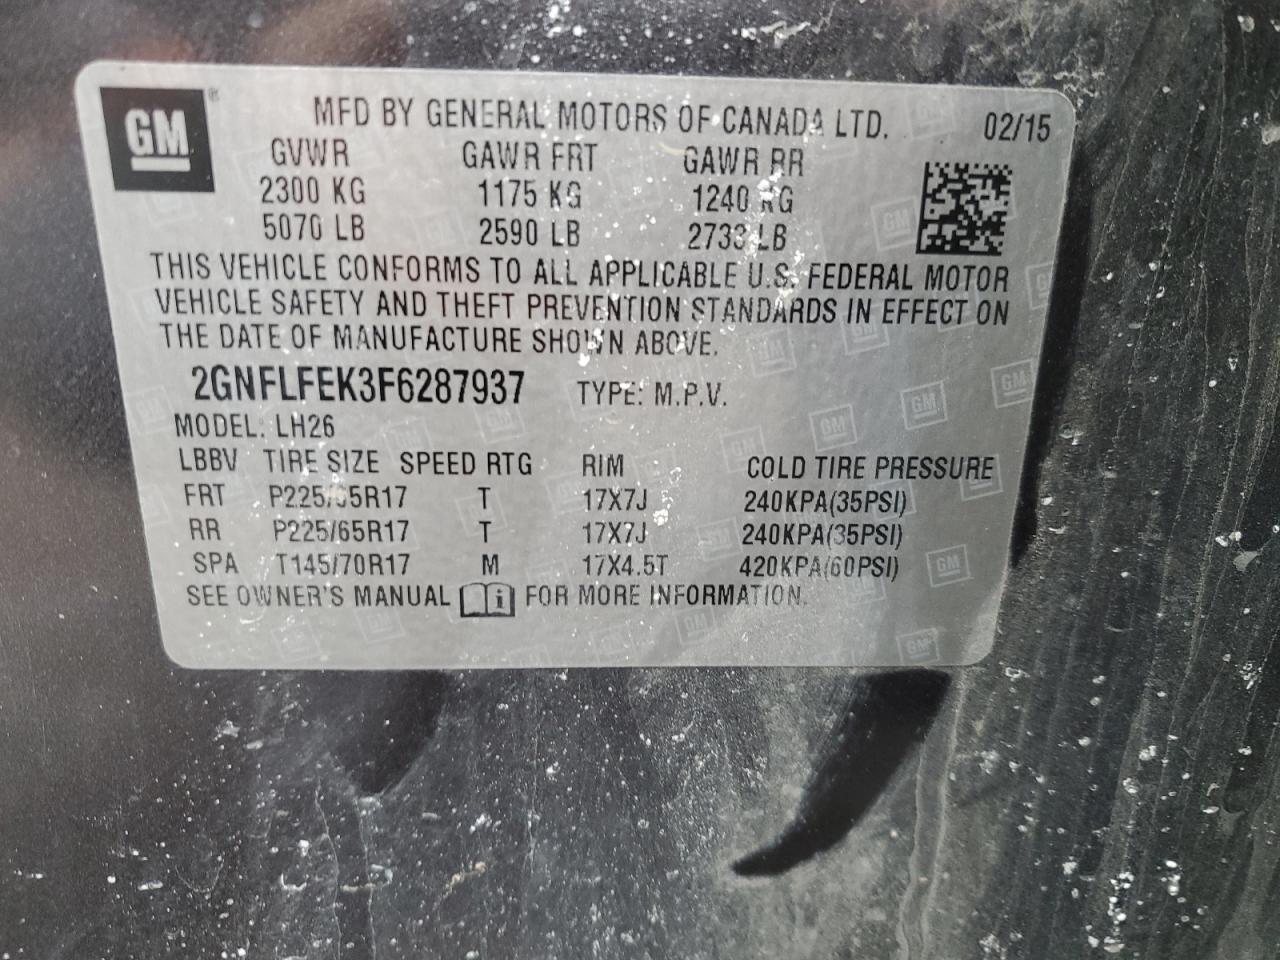 GM®
MFD BY GENERAL MOTORS OF CANADA LTD. 02/15
GVWR GAWR FRT GAWR RR
2300 KG 1175 KG 1240 KG
5070 LB 2590 LB 2733 LB
THIS VEHICLE CONFORMS TO ALL APPLICABLE U.S. FEDERAL MOTOR
VEHICLE SAFETY AND THEFT PREVENTION STANDARDS IN EFFECT ON
THE DATE OF MANUFACTURE SHOWN ABOVE.
2GNFLFEK3F6287937 TYPE: M.P.V.
MODEL: LH26
LBBV TIRE SIZE SPEED RTG RIM COLD TIRE PRESSURE
FRT P225/65R17 T 17X7J 240KPA(35PSI)
RR P225/65R17 T 17X7J 240KPA(35PSI)
SPA T145/70R17 M 17X4.5T 420KPA(60PSI)
SEE OWNER'S MANUAL i FOR MORE INFORMATION.